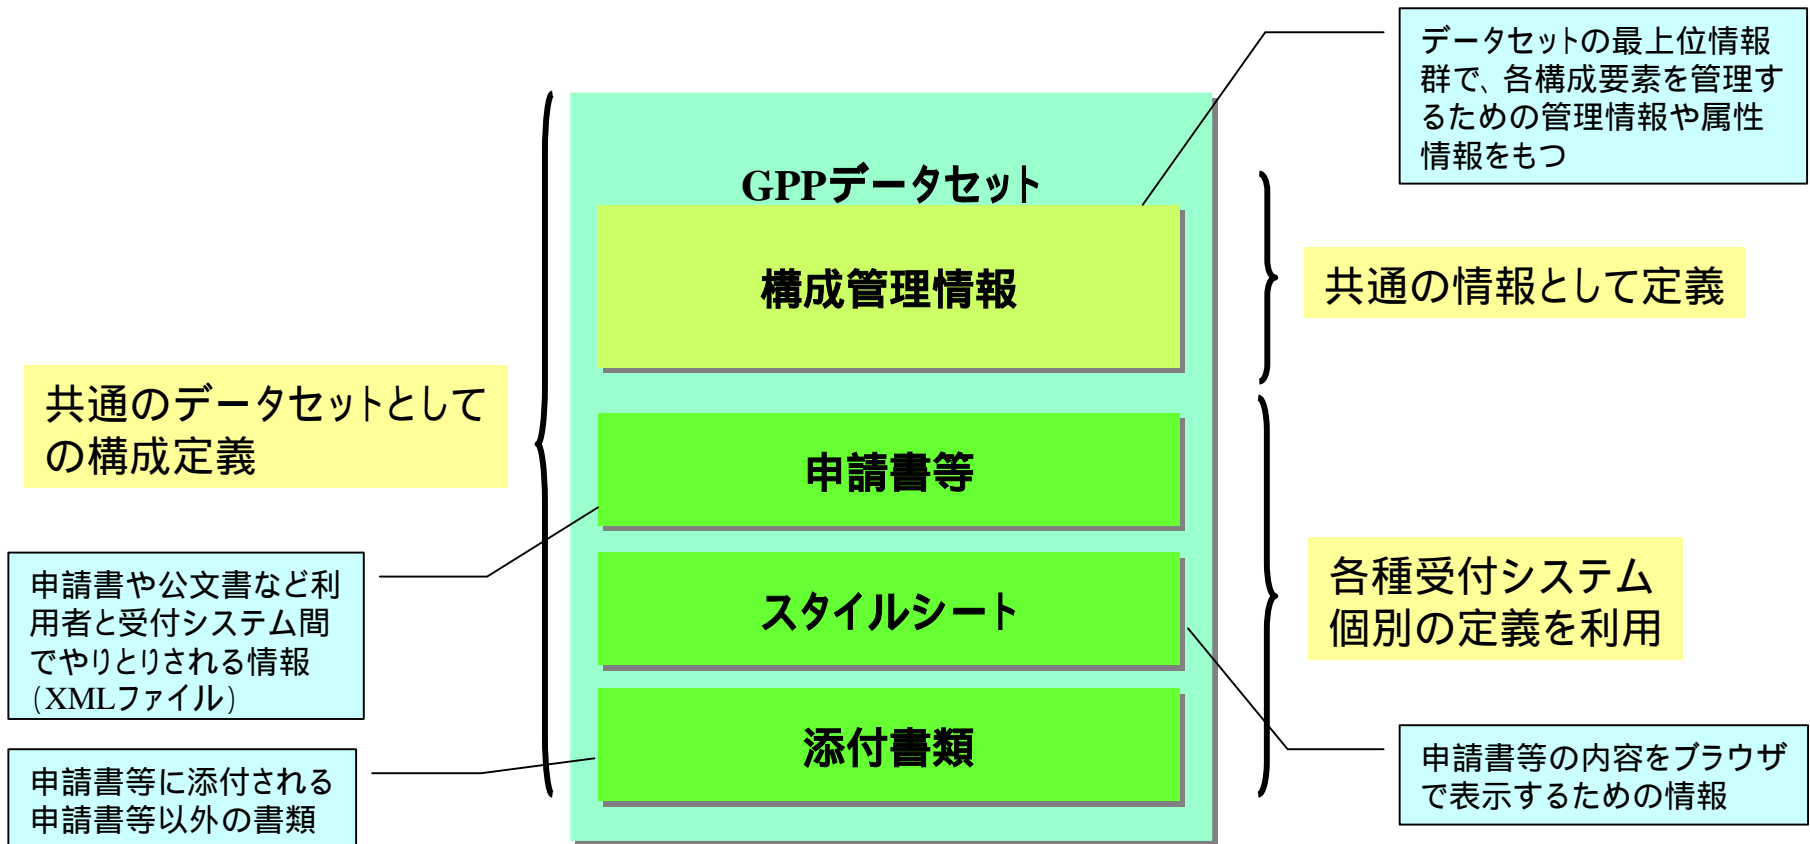 データセットの最上位情報
群で、各構成要素を管理す
るための管理情報や属性
情報をもつ
GPPデータセット
構成管理情報
共通の情報として定義
共通のデータセットとして
の構成定義
申請書等
申請書や公文書など利
用者と受付システム間
でやりとりされる情報
(XMLファイル)
スタイルシート
各種受付システム
個別の定義を利用
添付書類
申請書等に添付される
申請書等以外の書類
申請書等の内容をブラウザ
で表示するための情報